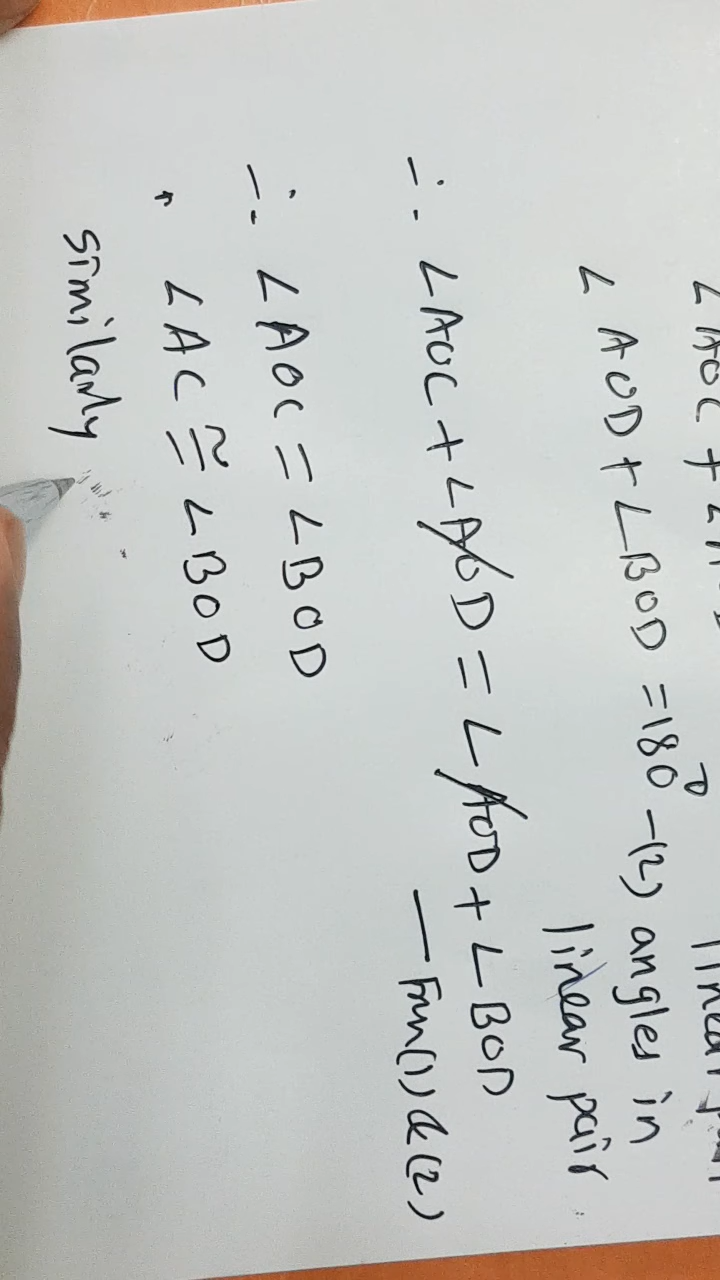 ∠AOC + ∠A
∠AOD + ∠BOD = 180° —(2) angles in
linear pair
∴ ∠AOC + ∠AOD = ∠AOD + ∠BOD
— From (1) & (2)
∴ ∠AOC = ∠BOD
∠AC ≅ ∠BOD
Similarly